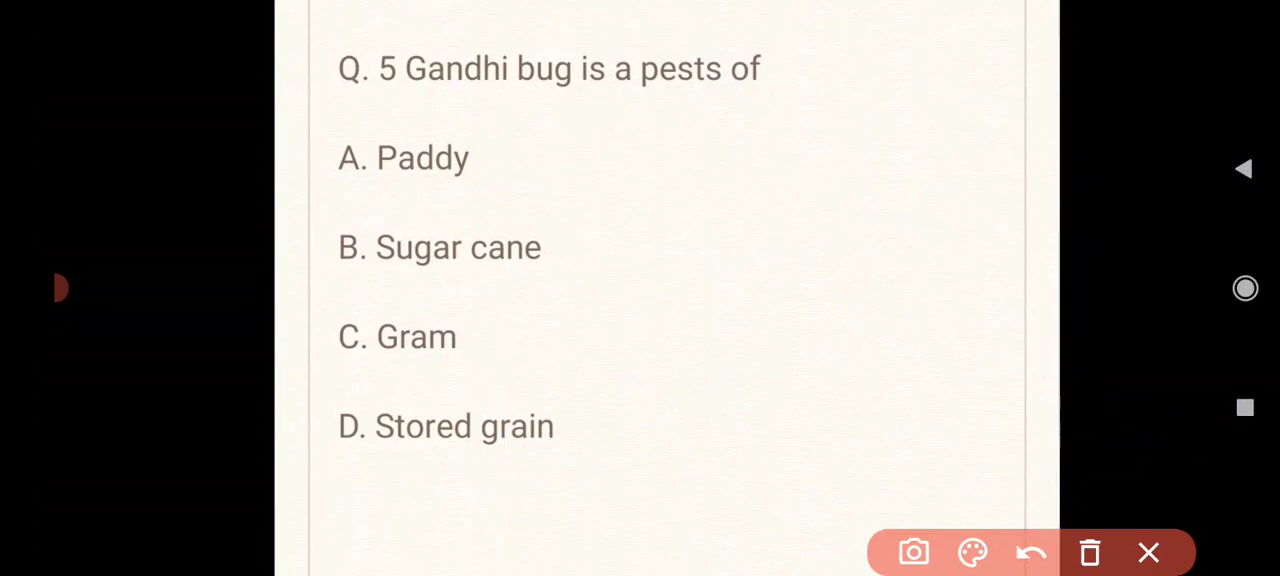 Q. 5 Gandhi bug is a pests of
A. Paddy
B. Sugar cane
C. Gram
D. Stored grain